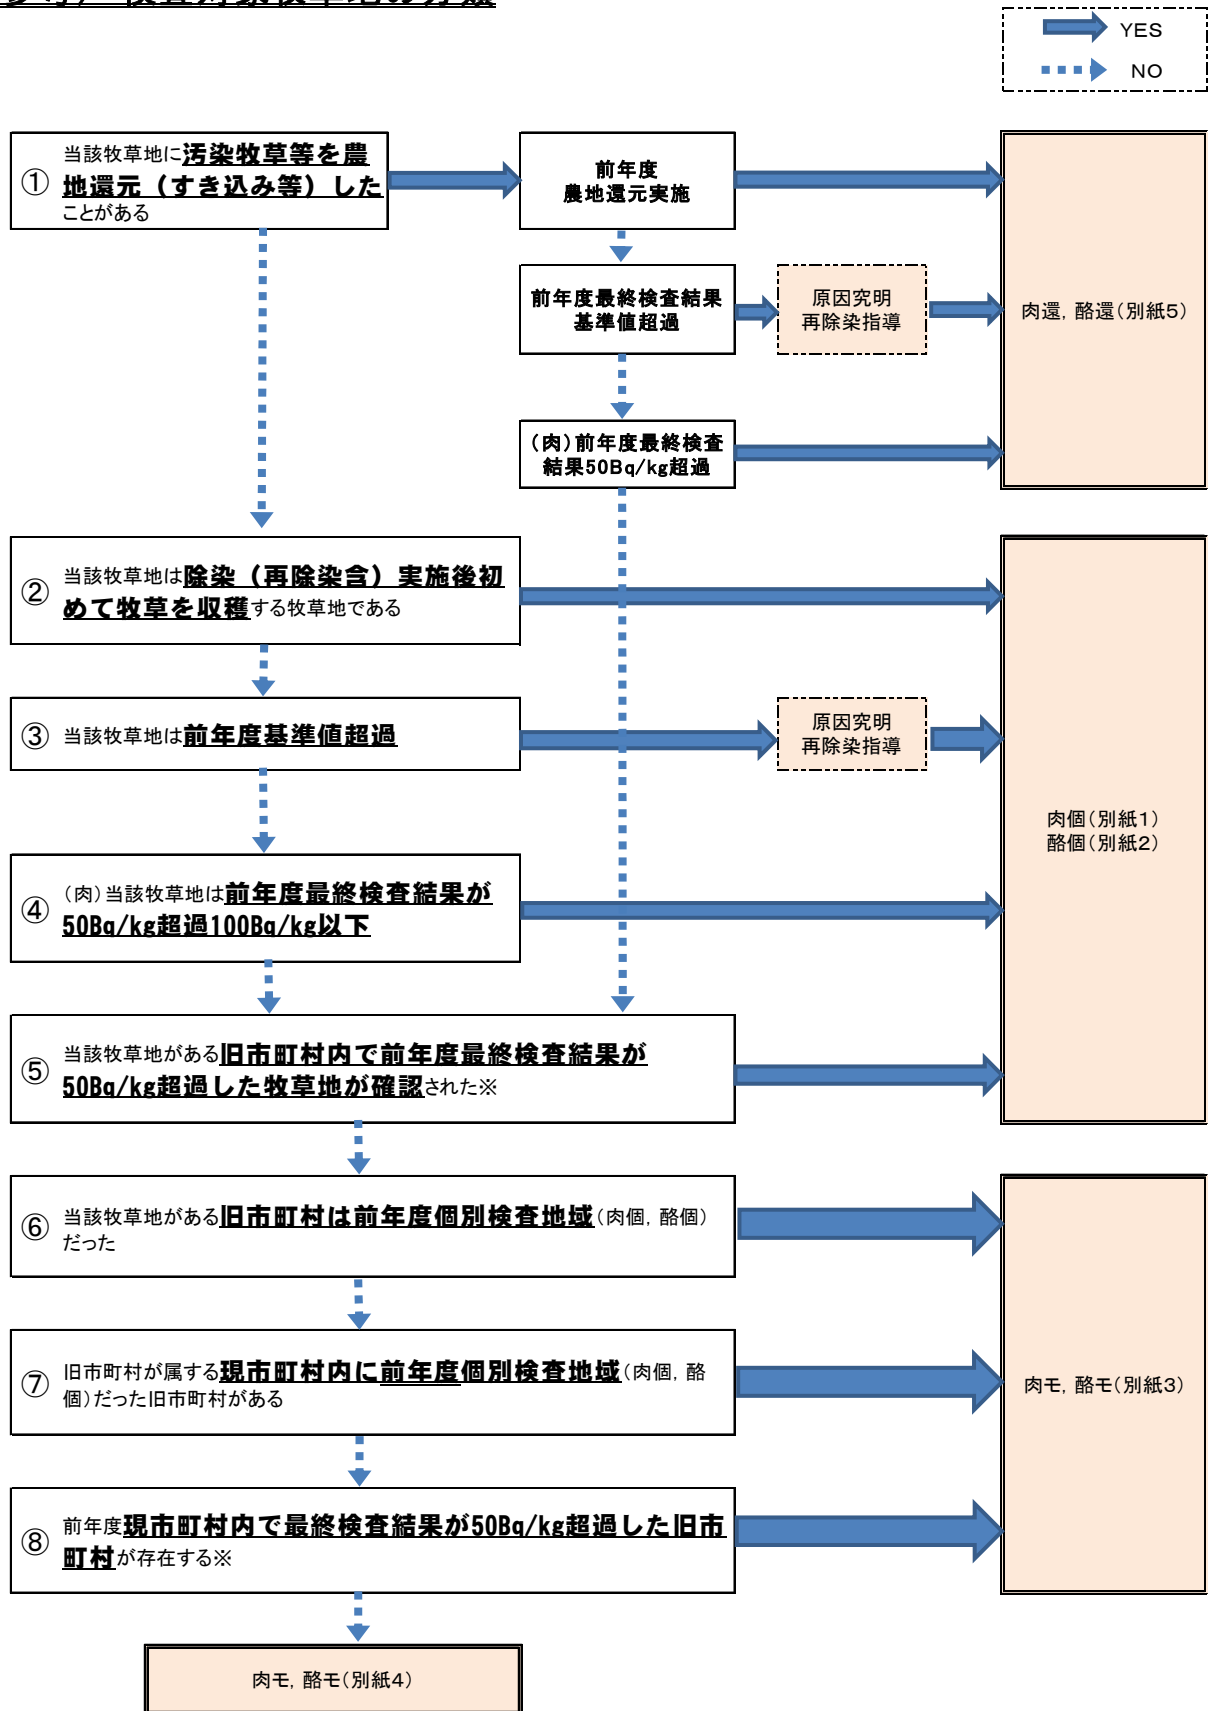 検査対象牧草地の分類
YES
NO
① 当該牧草地に汚染牧草等を農
地還元（すき込み等）した
ことがある
前年度
農地還元実施
前年度最終検査結果
基準値超過
原因究明
再除染指導
肉還，酪還（別紙5）
（肉）前年度最終検査
結果50Bq/kg超過
② 当該牧草地は除染（再除染含）実施後初
めて牧草を収穫する牧草地である
③ 当該牧草地は前年度基準値超過
原因究明
再除染指導
肉個（別紙1）
酪個（別紙2）
④ （肉）当該牧草地は前年度最終検査結果が
50Bq/kg超過100Bq/kg以下
⑤ 当該牧草地がある旧市町村内で前年度最終検査結果が
50Bq/kg超過した牧草地が確認された※
⑥ 当該牧草地がある旧市町村は前年度個別検査地域（肉個，酪個）
だった
⑦ 旧市町村が属する現市町村内に前年度個別検査地域（肉個，酪
個）だった旧市町村がある
肉モ，酪モ（別紙3）
⑧ 前年度現市町村内で最終検査結果が50Bq/kg超過した旧市
町村が存在する※
肉モ，酪モ（別紙4）